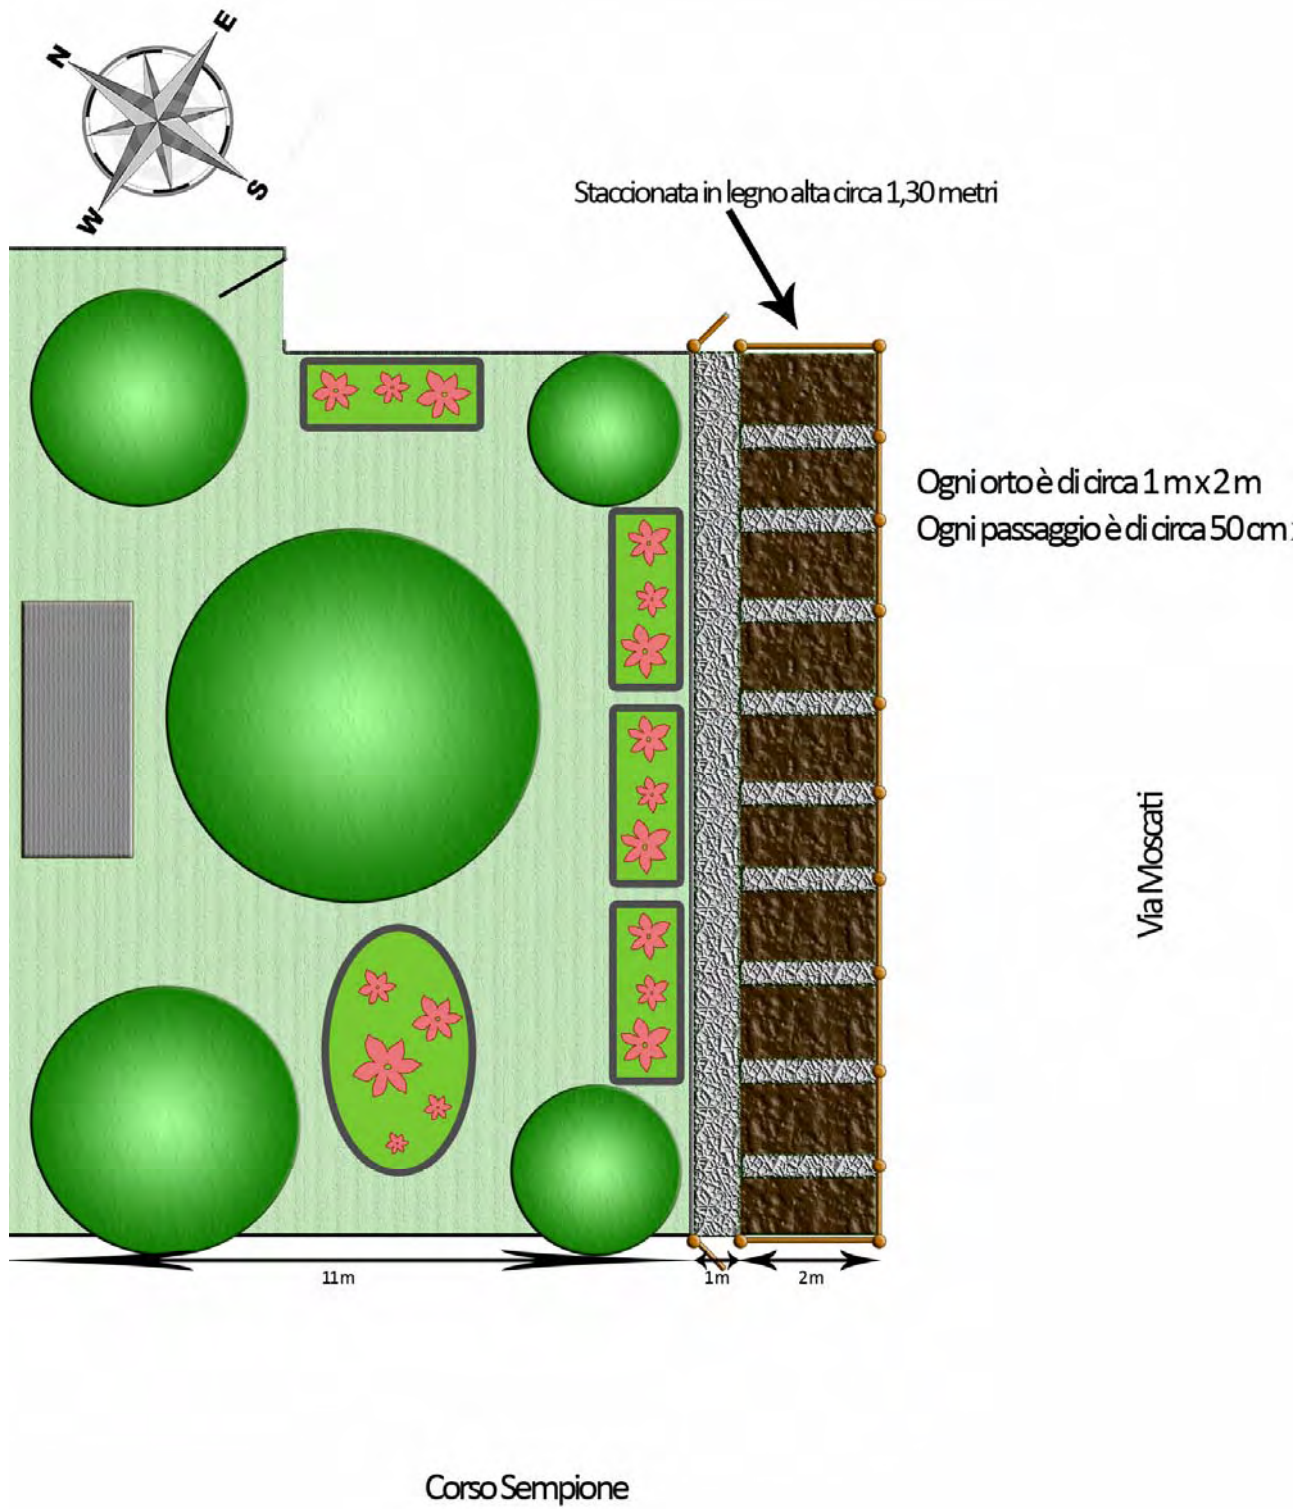 E
N
S
W
Staccionata in legno alta circa 1,30 metri
Ogni orto è di circa 1 m x 2 m
Ogni passaggio è di circa 50 cm
Via Moscati
11m
1m
2m
Corso Sempione